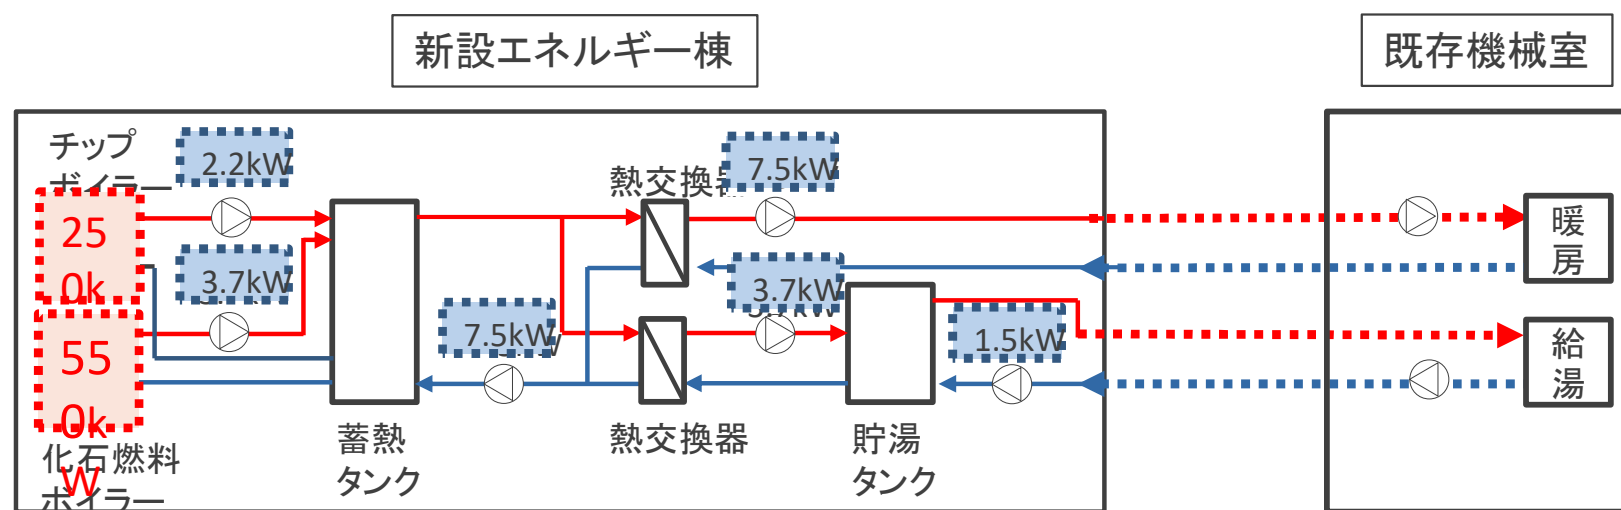 新設エネルギー棟
既存機械室
チップ
ボイラー
2.2kW
熱交換器
7.5kW
25
0k
3.7kW
暖
房
3.7kW
55
0k
W
7.5kW
1.5kW
給
湯
化石燃料
ボイラー
蓄熱
タンク
熱交換器
貯湯
タンク